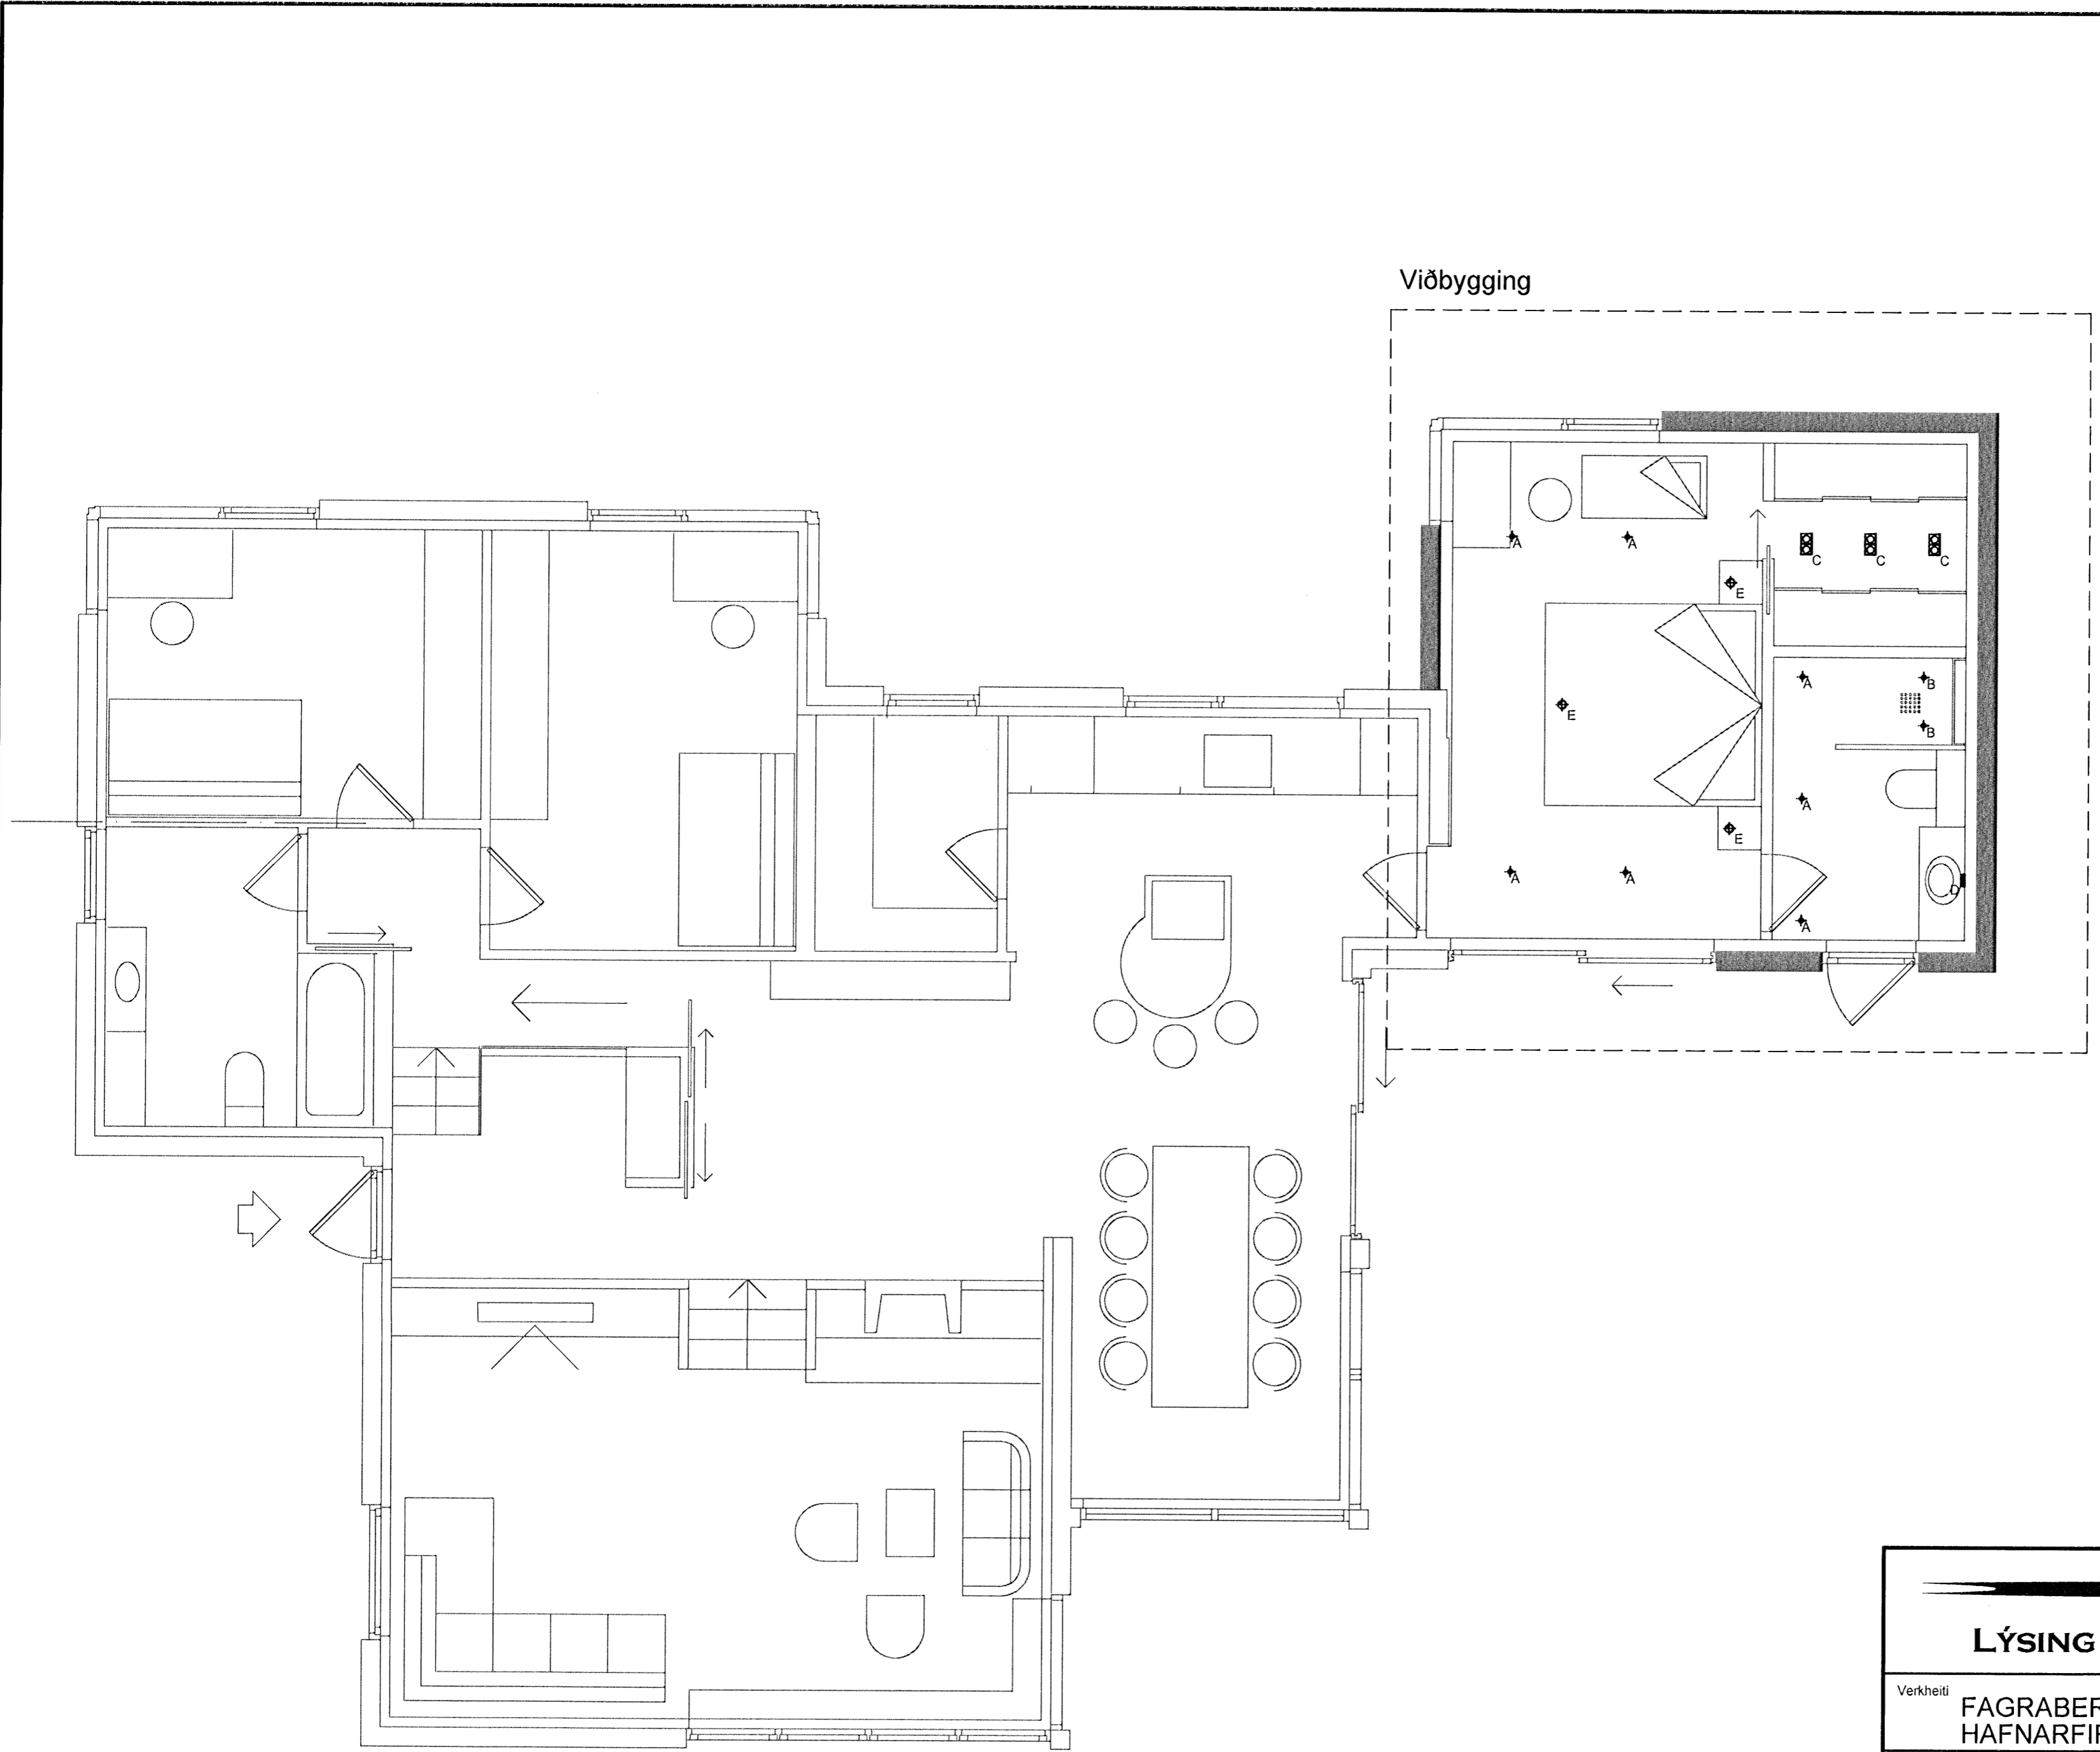 Viðbygging
A
A
C
C
C
E
A
B
E
B
A
E
A
A
D
A
LÝSING
Verkheiti
FAGRABER
HAFNARFI